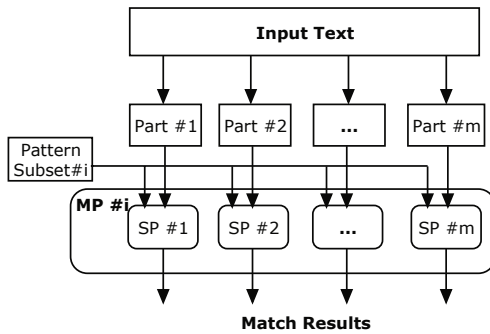 Input Text
Part #1
Part #2
...
Part #m
Pattern
Subset#i
MP #i
SP #1
SP #2
...
SP #m
Match Results